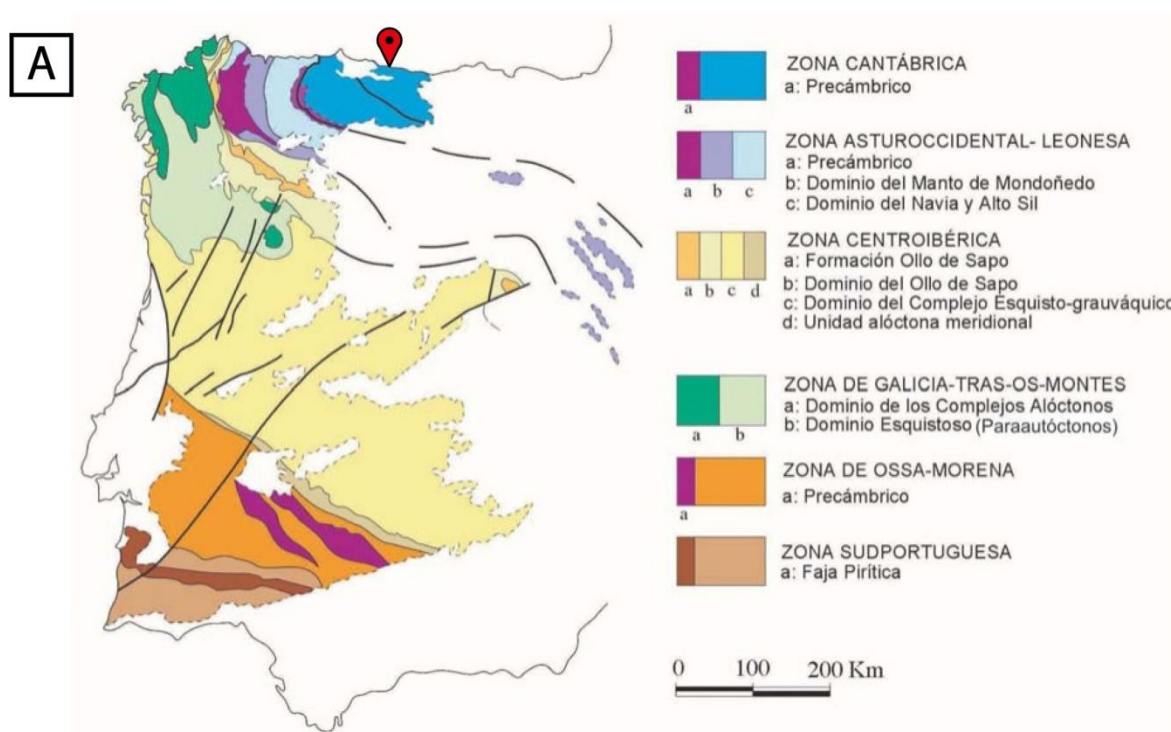 A
ZONA CANTÁBRICA
a: Precámbrico
a
ZONA ASTUROCCIDENTAL- LEONESA
a: Precámbrico
b: Dominio del Manto de Mondoñedo
c: Dominio del Navia y Alto Sil
a b c
ZONA CENTROIBÉRICA
a: Formación Ollo de Sapo
b: Dominio del Ollo de Sapo
c: Dominio del Complejo Esquisto-grauváquico
d: Unidad alóctona meridional
a b c d
ZONA DE GALICIA-TRAS-OS-MONTES
a: Dominio de los Complejos Alóctonos
b: Dominio Esquistoso (Paraautóctonos)
a b
ZONA DE OSSA-MORENA
a: Precámbrico
a
ZONA SUDPORTUGUESA
a: Faja Pirítica
0 100 200 Km